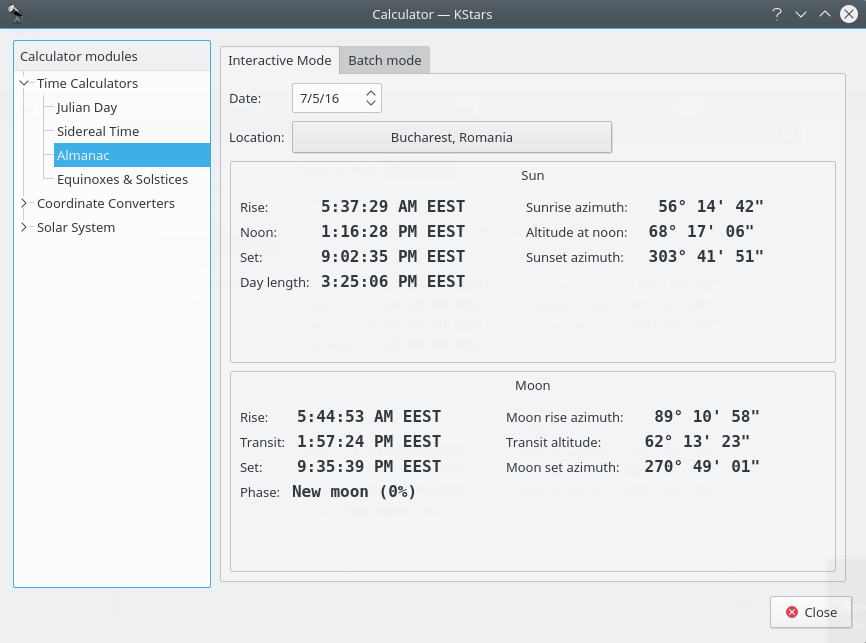 Calculator — KStars
Calculator modules
Time Calculators
Julian Day
Sidereal Time
Almanac
Equinoxes & Solstices
Coordinate Converters
Solar System
Interactive Mode
Batch mode
Date:
7/5/16
Location:
Bucharest, Romania
Sun
Rise: 5:37:29 AM EEST Sunrise azimuth: 56° 14' 42"
Noon: 1:16:28 PM EEST Altitude at noon: 68° 17' 06"
Set: 9:02:35 PM EEST Sunset azimuth: 303° 41' 51"
Day length: 3:25:06 PM EEST
Moon
Rise: 5:44:53 AM EEST Moon rise azimuth: 89° 10' 58"
Transit: 1:57:24 PM EEST Transit altitude: 62° 13' 23"
Set: 9:35:39 PM EEST Moon set azimuth: 270° 49' 01"
Phase: New moon (0%)
Close